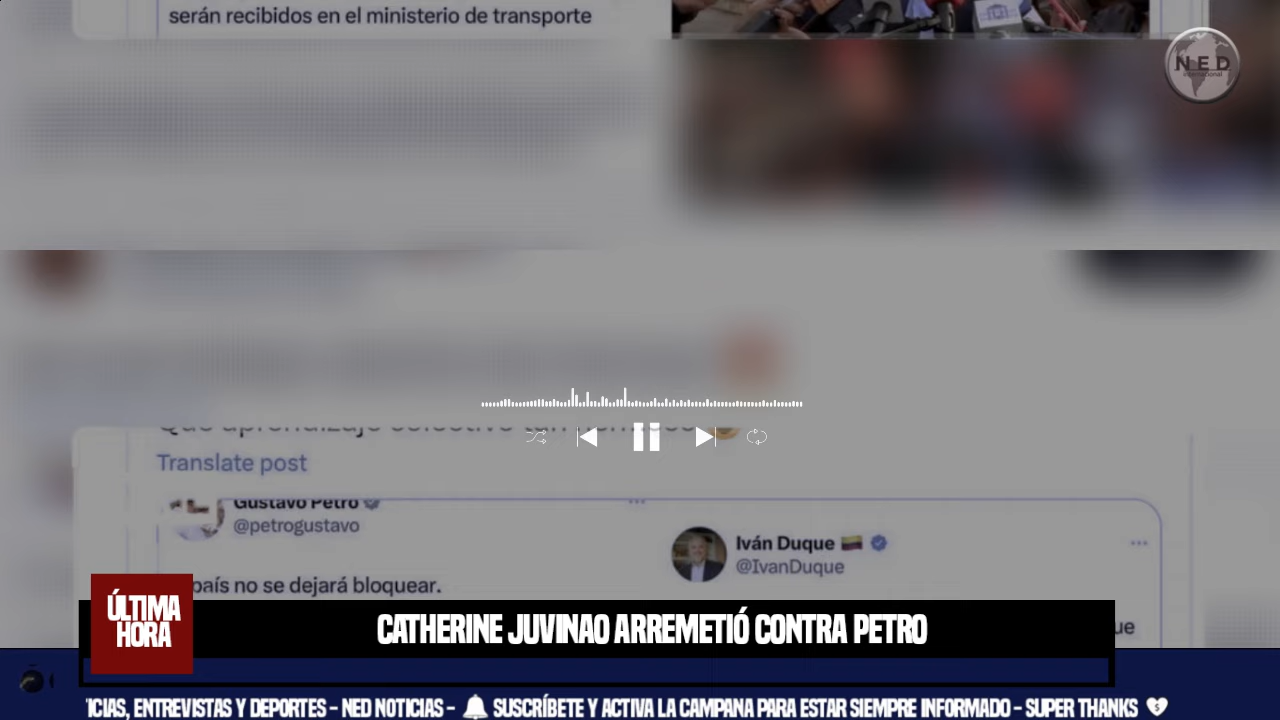 serán recibidos en el ministerio de transporte
NED
international
Translate post
Gustavo Petro
@petrogustavo
país no se dejará bloquear.
Iván Duque
@IvanDuque
ue
ÚLTIMA
HORA
CATHERINE JUVINAO ARREMETIÓ CONTRA PETRO
ICIAS, ENTREVISTAS Y DEPORTES - NED NOTICIAS - 🔔 SUSCRÍBETE Y ACTIVA LA CAMPANA PARA ESTAR SIEMPRE INFORMADO - SUPER THANKS